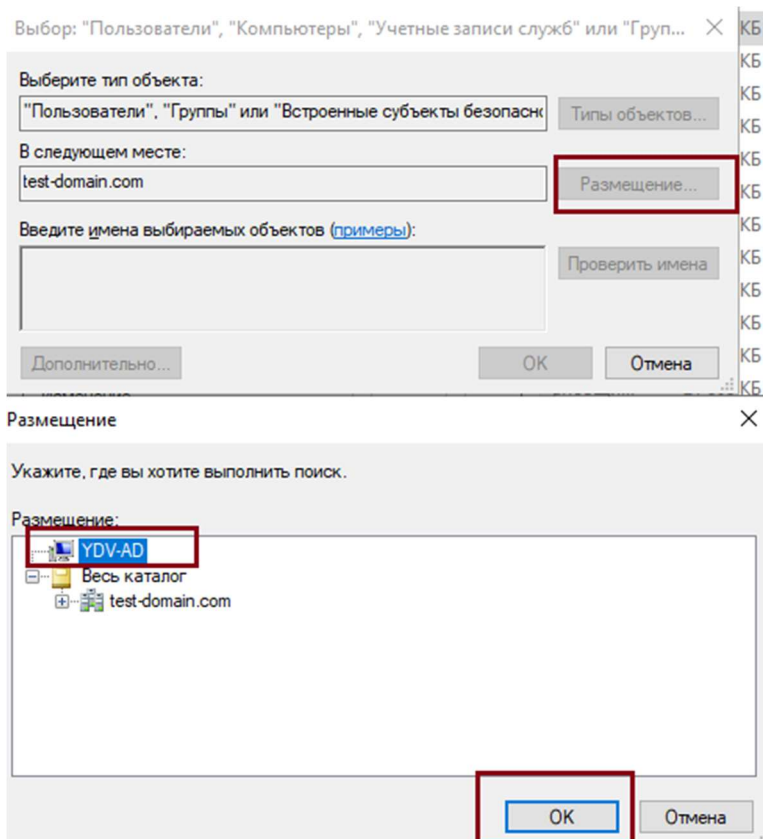 Выбор: "Пользователи", "Компьютеры", "Учетные записи служб" или "Груп...
КБ
КБ
Выберите тип объекта:
КБ
"Пользователи", "Группы" или "Встроенные субъекты безопасно
Типы объектов...
КБ
В следующем месте:
КБ
test-domain.com
Размещение...
КБ
Введите имена выбираемых объектов (примеры):
КБ
Проверить имена
КБ
КБ
КБ
Дополнительно...
OK
Отмена
КБ
КБ
Размещение
Укажите, где вы хотите выполнить поиск.
Размещение:
YDV-AD
Весь каталог
test-domain.com
OK
Отмена